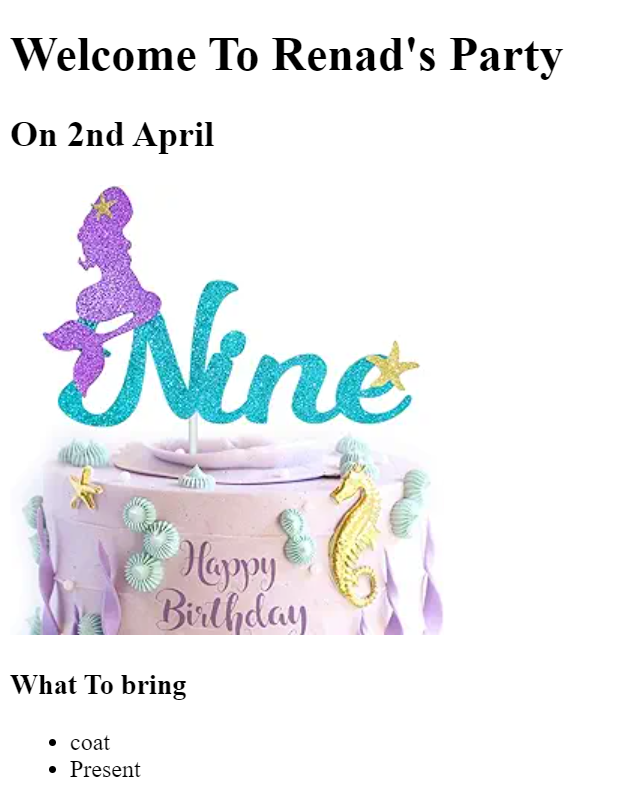 Welcome To Renad's Party
On 2nd April
Nine
Happy
Birthday
What To bring
coat
Present